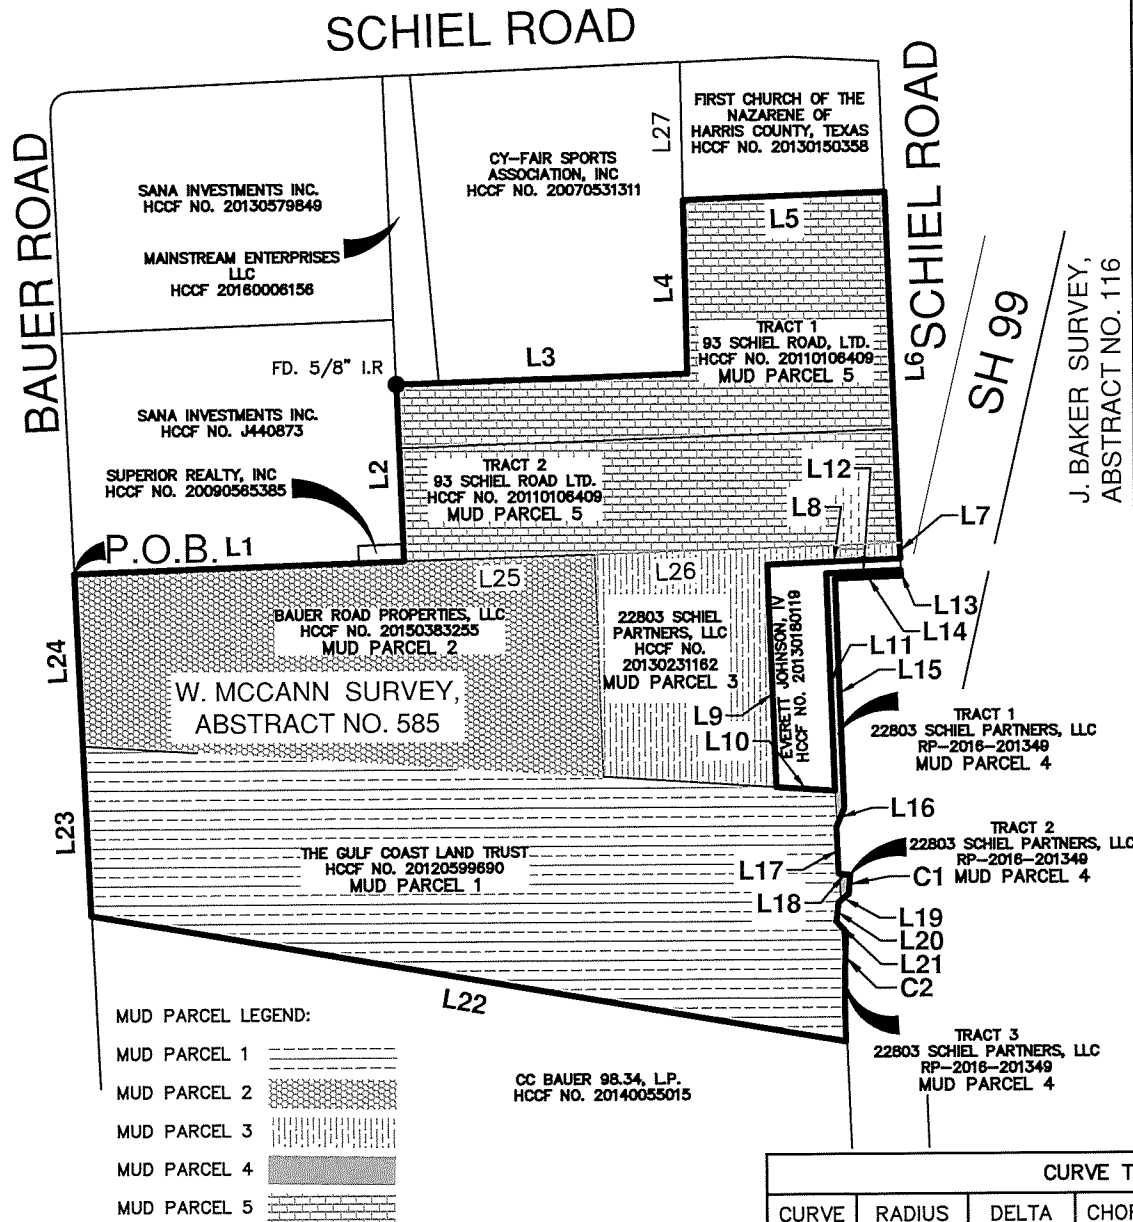 SCHIEL ROAD
BAUER ROAD
SCHIEL ROAD
SH 99
J. BAKER SURVEY,
ABSTRACT NO. 116
FIRST CHURCH OF THE
NAZARENE OF
HARRIS COUNTY, TEXAS
HCCF NO. 20130150358
L27
CY-FAIR SPORTS
ASSOCIATION, INC
HCCF NO. 20070531311
SANA INVESTMENTS INC.
HCCF NO. 20130579849
MAINSTREAM ENTERPRISES
LLC
HCCF 20160006156
L5
L4
L3
L6
TRACT 1
93 SCHIEL ROAD, LTD.
HCCF NO. 20110106409
MUD PARCEL 5
FD. 5/8" I.R
SANA INVESTMENTS INC.
HCCF NO. J440873
SUPERIOR REALTY, INC
HCCF NO. 20090565385
L2
TRACT 2
93 SCHIEL ROAD LTD.
HCCF NO. 20110106409
MUD PARCEL 5
L12
L8
L7
P.O.B.
L1
L25
L26
L13
L14
L11
L15
BAUER ROAD PROPERTIES, LLC
HCCF NO. 20150383255
MUD PARCEL 2
22803 SCHIEL
PARTNERS, LLC
HCCF NO.
20130231162
MUD PARCEL 3
EVERETT JOHNSON, IV
HCCF NO. 20130180119
W. MCCANN SURVEY,
ABSTRACT NO. 585
L24
L9
L10
TRACT 1
22803 SCHIEL PARTNERS, LLC
RP-2016-201349
MUD PARCEL 4
L16
L23
THE GULF COAST LAND TRUST
HCCF NO. 20120599690
MUD PARCEL 1
TRACT 2
22803 SCHIEL PARTNERS, LLC
RP-2016-201349
MUD PARCEL 4
L17
L18
C1
L19
L20
L21
C2
L22
TRACT 3
22803 SCHIEL PARTNERS, LLC
RP-2016-201349
MUD PARCEL 4
CC BAUER 98.34, L.P.
HCCF NO. 20140055015
MUD PARCEL LEGEND:
MUD PARCEL 1
MUD PARCEL 2
MUD PARCEL 3
MUD PARCEL 4
MUD PARCEL 5
CURVE T
CURVE RADIUS DELTA CHOR